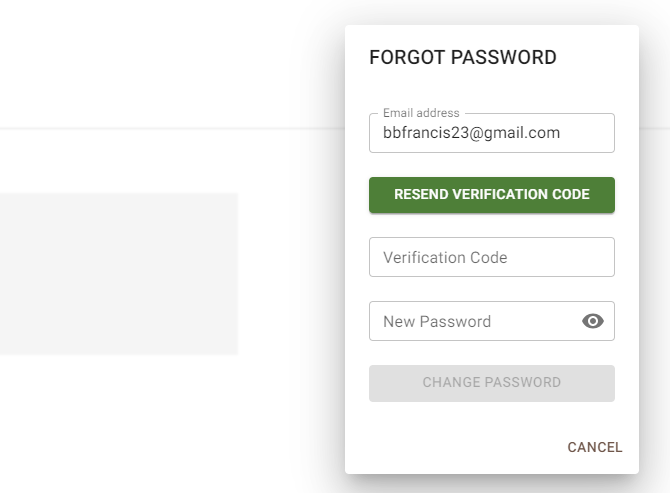 FORGOT PASSWORD
Email address
bbfrancis23@gmail.com
RESEND VERIFICATION CODE
Verification Code
New Password
CHANGE PASSWORD
CANCEL